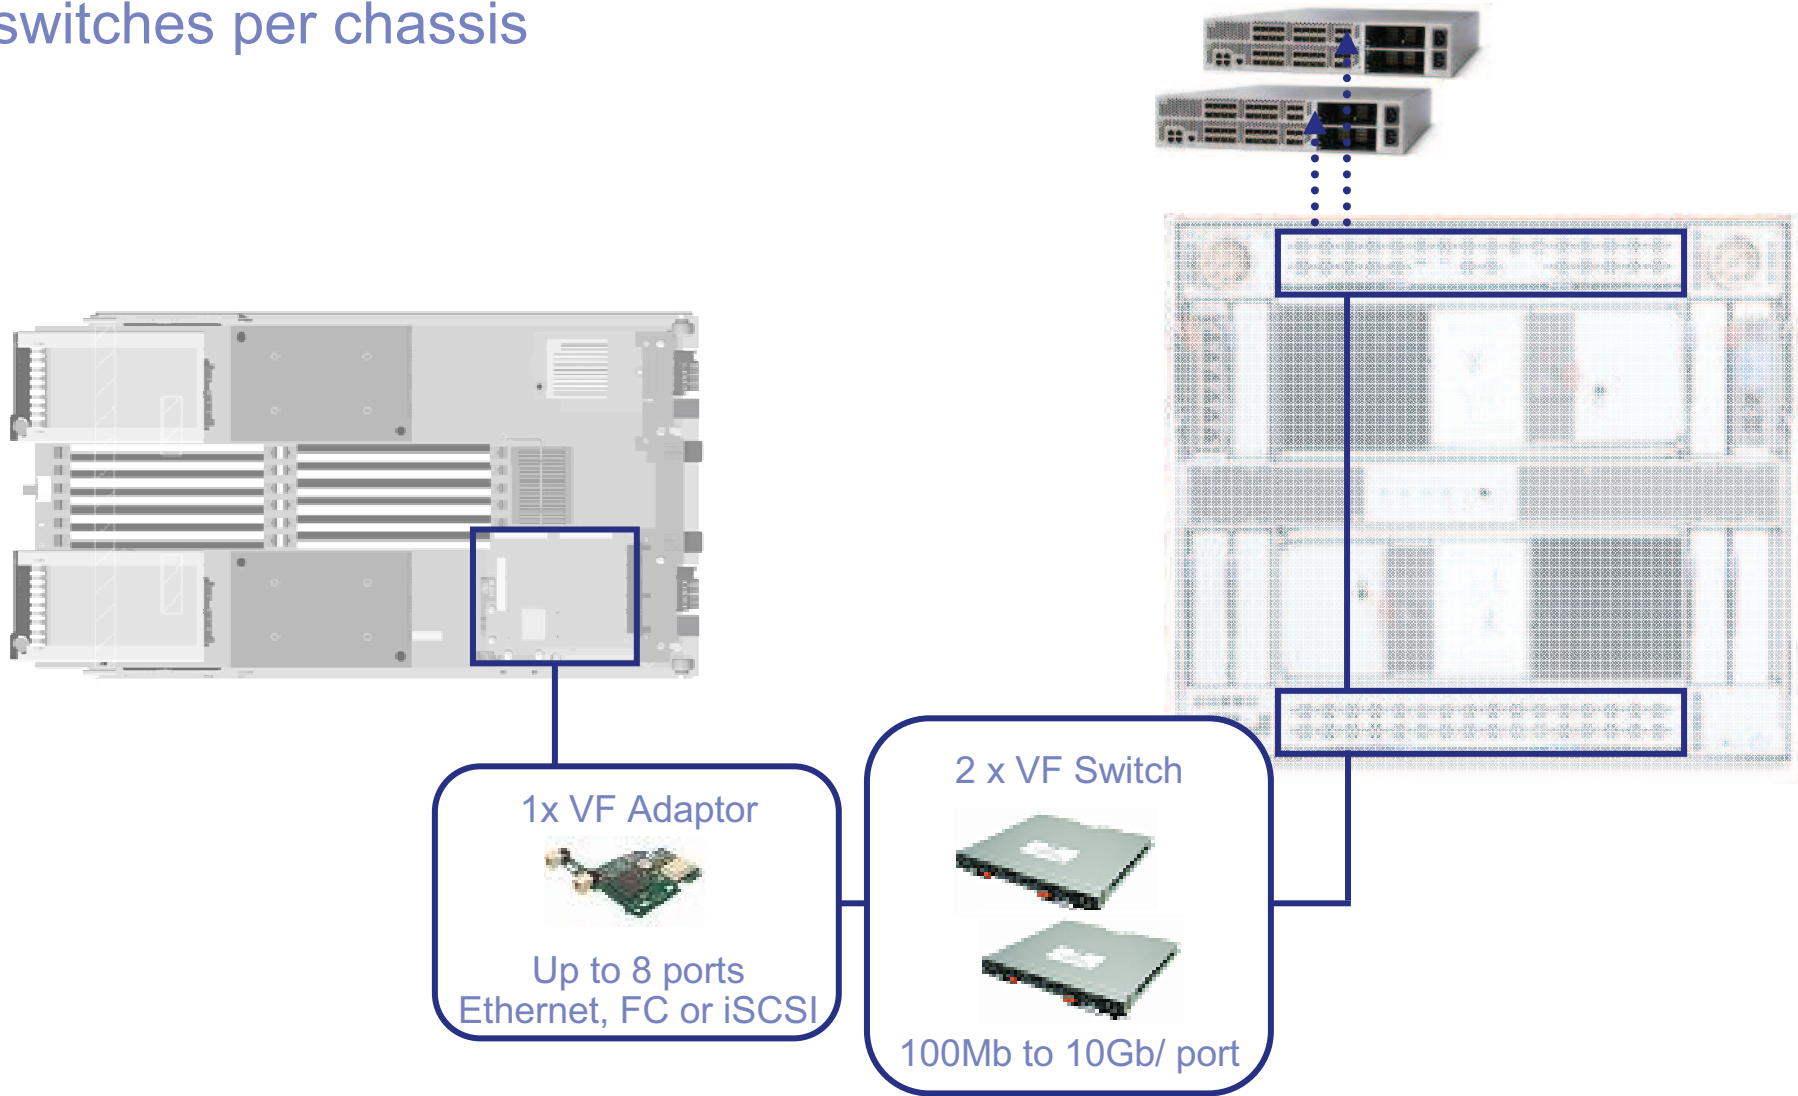 switches per chassis
1x VF Adaptor
Up to 8 ports
Ethernet, FC or iSCSI
2 x VF Switch
100Mb to 10Gb/ port